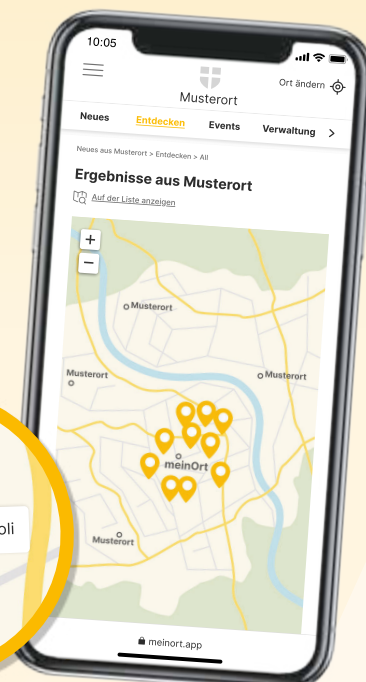 10:05
Musterort
Ort ändern
Neues Entdecken Events Verwaltung >
Neues aus Musterort > Entdecken > All
Ergebnisse aus Musterort
Auf der Liste anzeigen
+
−
Musterort
Musterort
Musterort
meinOrt
Musterort
oli
meinort.app